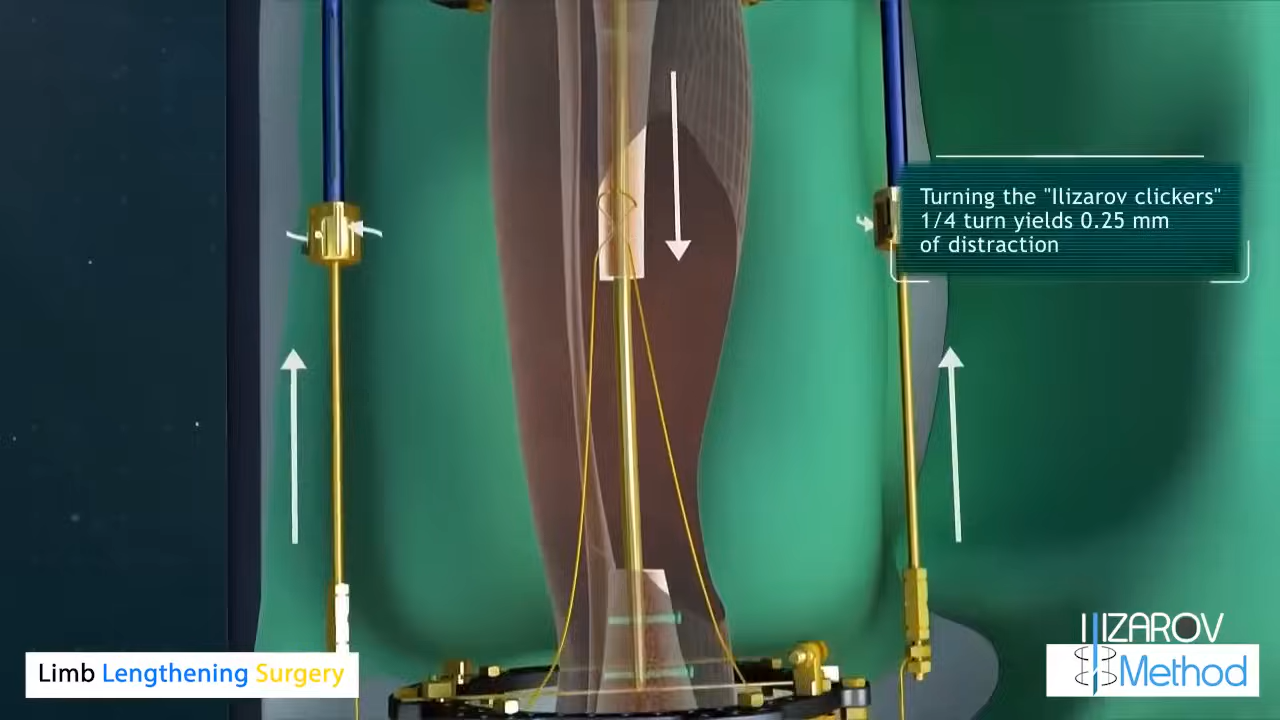 Turning the "Ilizarov clickers"
1/4 turn yields 0.25 mm
of distraction
Limb Lengthening Surgery
ILIZAROV
Method